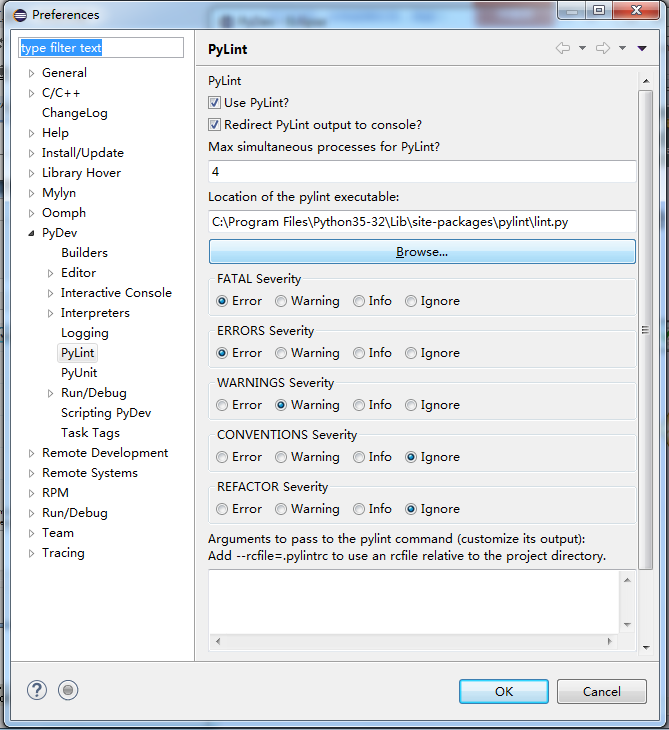 Preferences
type filter text
General
C/C++
ChangeLog
Help
Install/Update
Library Hover
Mylyn
Oomph
PyDev
Builders
Editor
Interactive Console
Interpreters
Logging
PyLint
PyUnit
Run/Debug
Scripting PyDev
Task Tags
Remote Development
Remote Systems
RPM
Run/Debug
Team
Tracing
PyLint
PyLint
Use PyLint?
Redirect PyLint output to console?
Max simultaneous processes for PyLint?
4
Location of the pylint executable:
C:\Program Files\Python35-32\Lib\site-packages\pylint\lint.py
Browse...
FATAL Severity
Error Warning Info Ignore
ERRORS Severity
Error Warning Info Ignore
WARNINGS Severity
Error Warning Info Ignore
CONVENTIONS Severity
Error Warning Info Ignore
REFACTOR Severity
Error Warning Info Ignore
Arguments to pass to the pylint command (customize its output):
Add --rcfile=.pylintrc to use an rcfile relative to the project directory.
OK Cancel